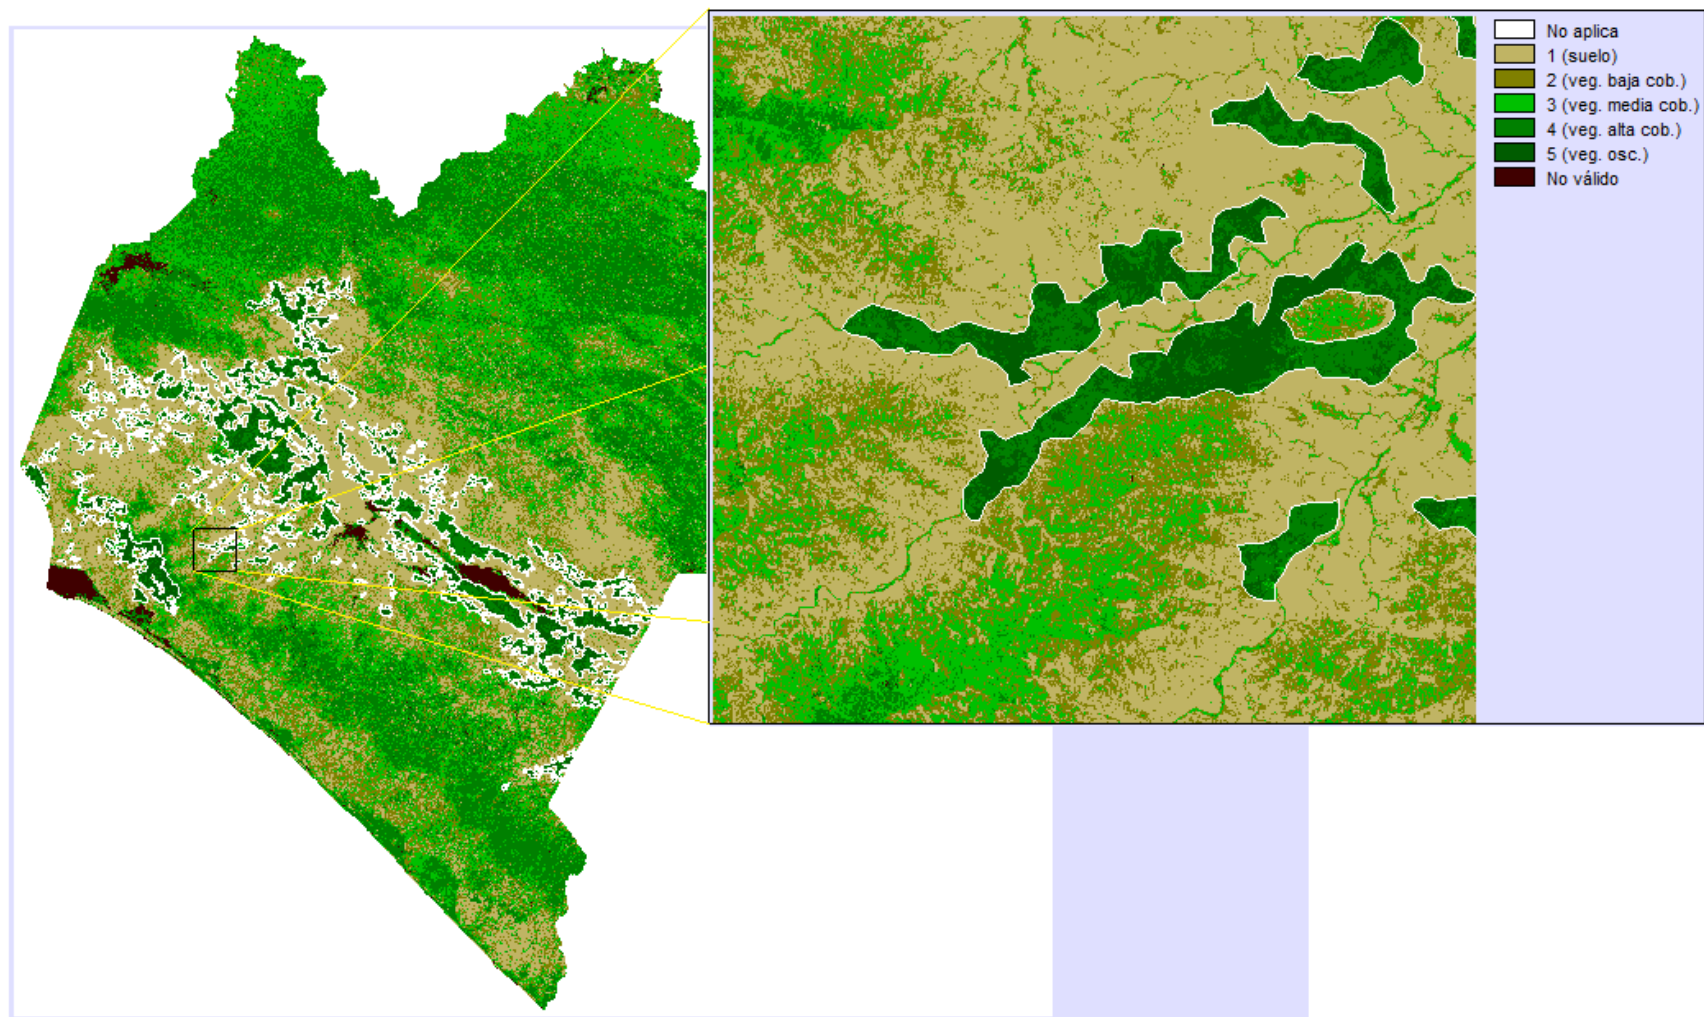 No aplica
1 (suelo)
2 (veg. baja cob.)
3 (veg. media cob.)
4 (veg. alta cob.)
5 (veg. osc.)
No válido